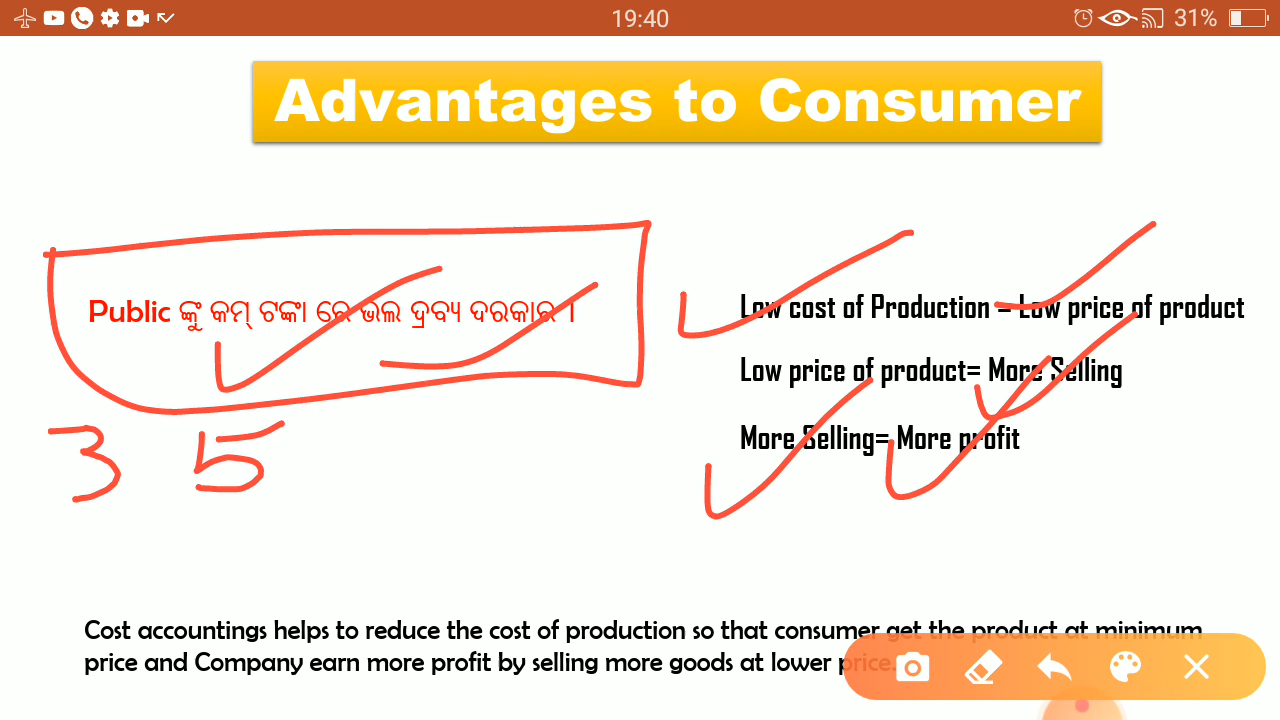 19:40
31%
Advantages to Consumer
Public ଙ୍କୁ କମ୍ ଟଙ୍କା ରେ ଭଲ ଦ୍ରବ୍ୟ ଦରକାର ।
Low cost of Production = Low price of product
Low price of product= More Selling
More Selling= More profit
3 5
Cost accountings helps to reduce the cost of production so that consumer get the product at minimum
price and Company earn more profit by selling more goods at lower price.